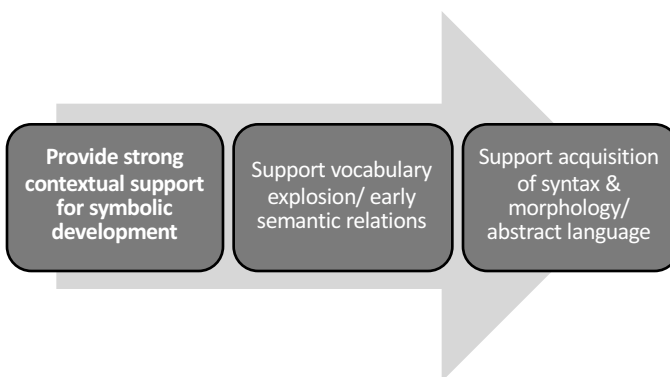 Provide strong
contextual support
for symbolic
development
Support vocabulary
explosion/ early
semantic relations
Support acquisition
of syntax &
morphology/
abstract language